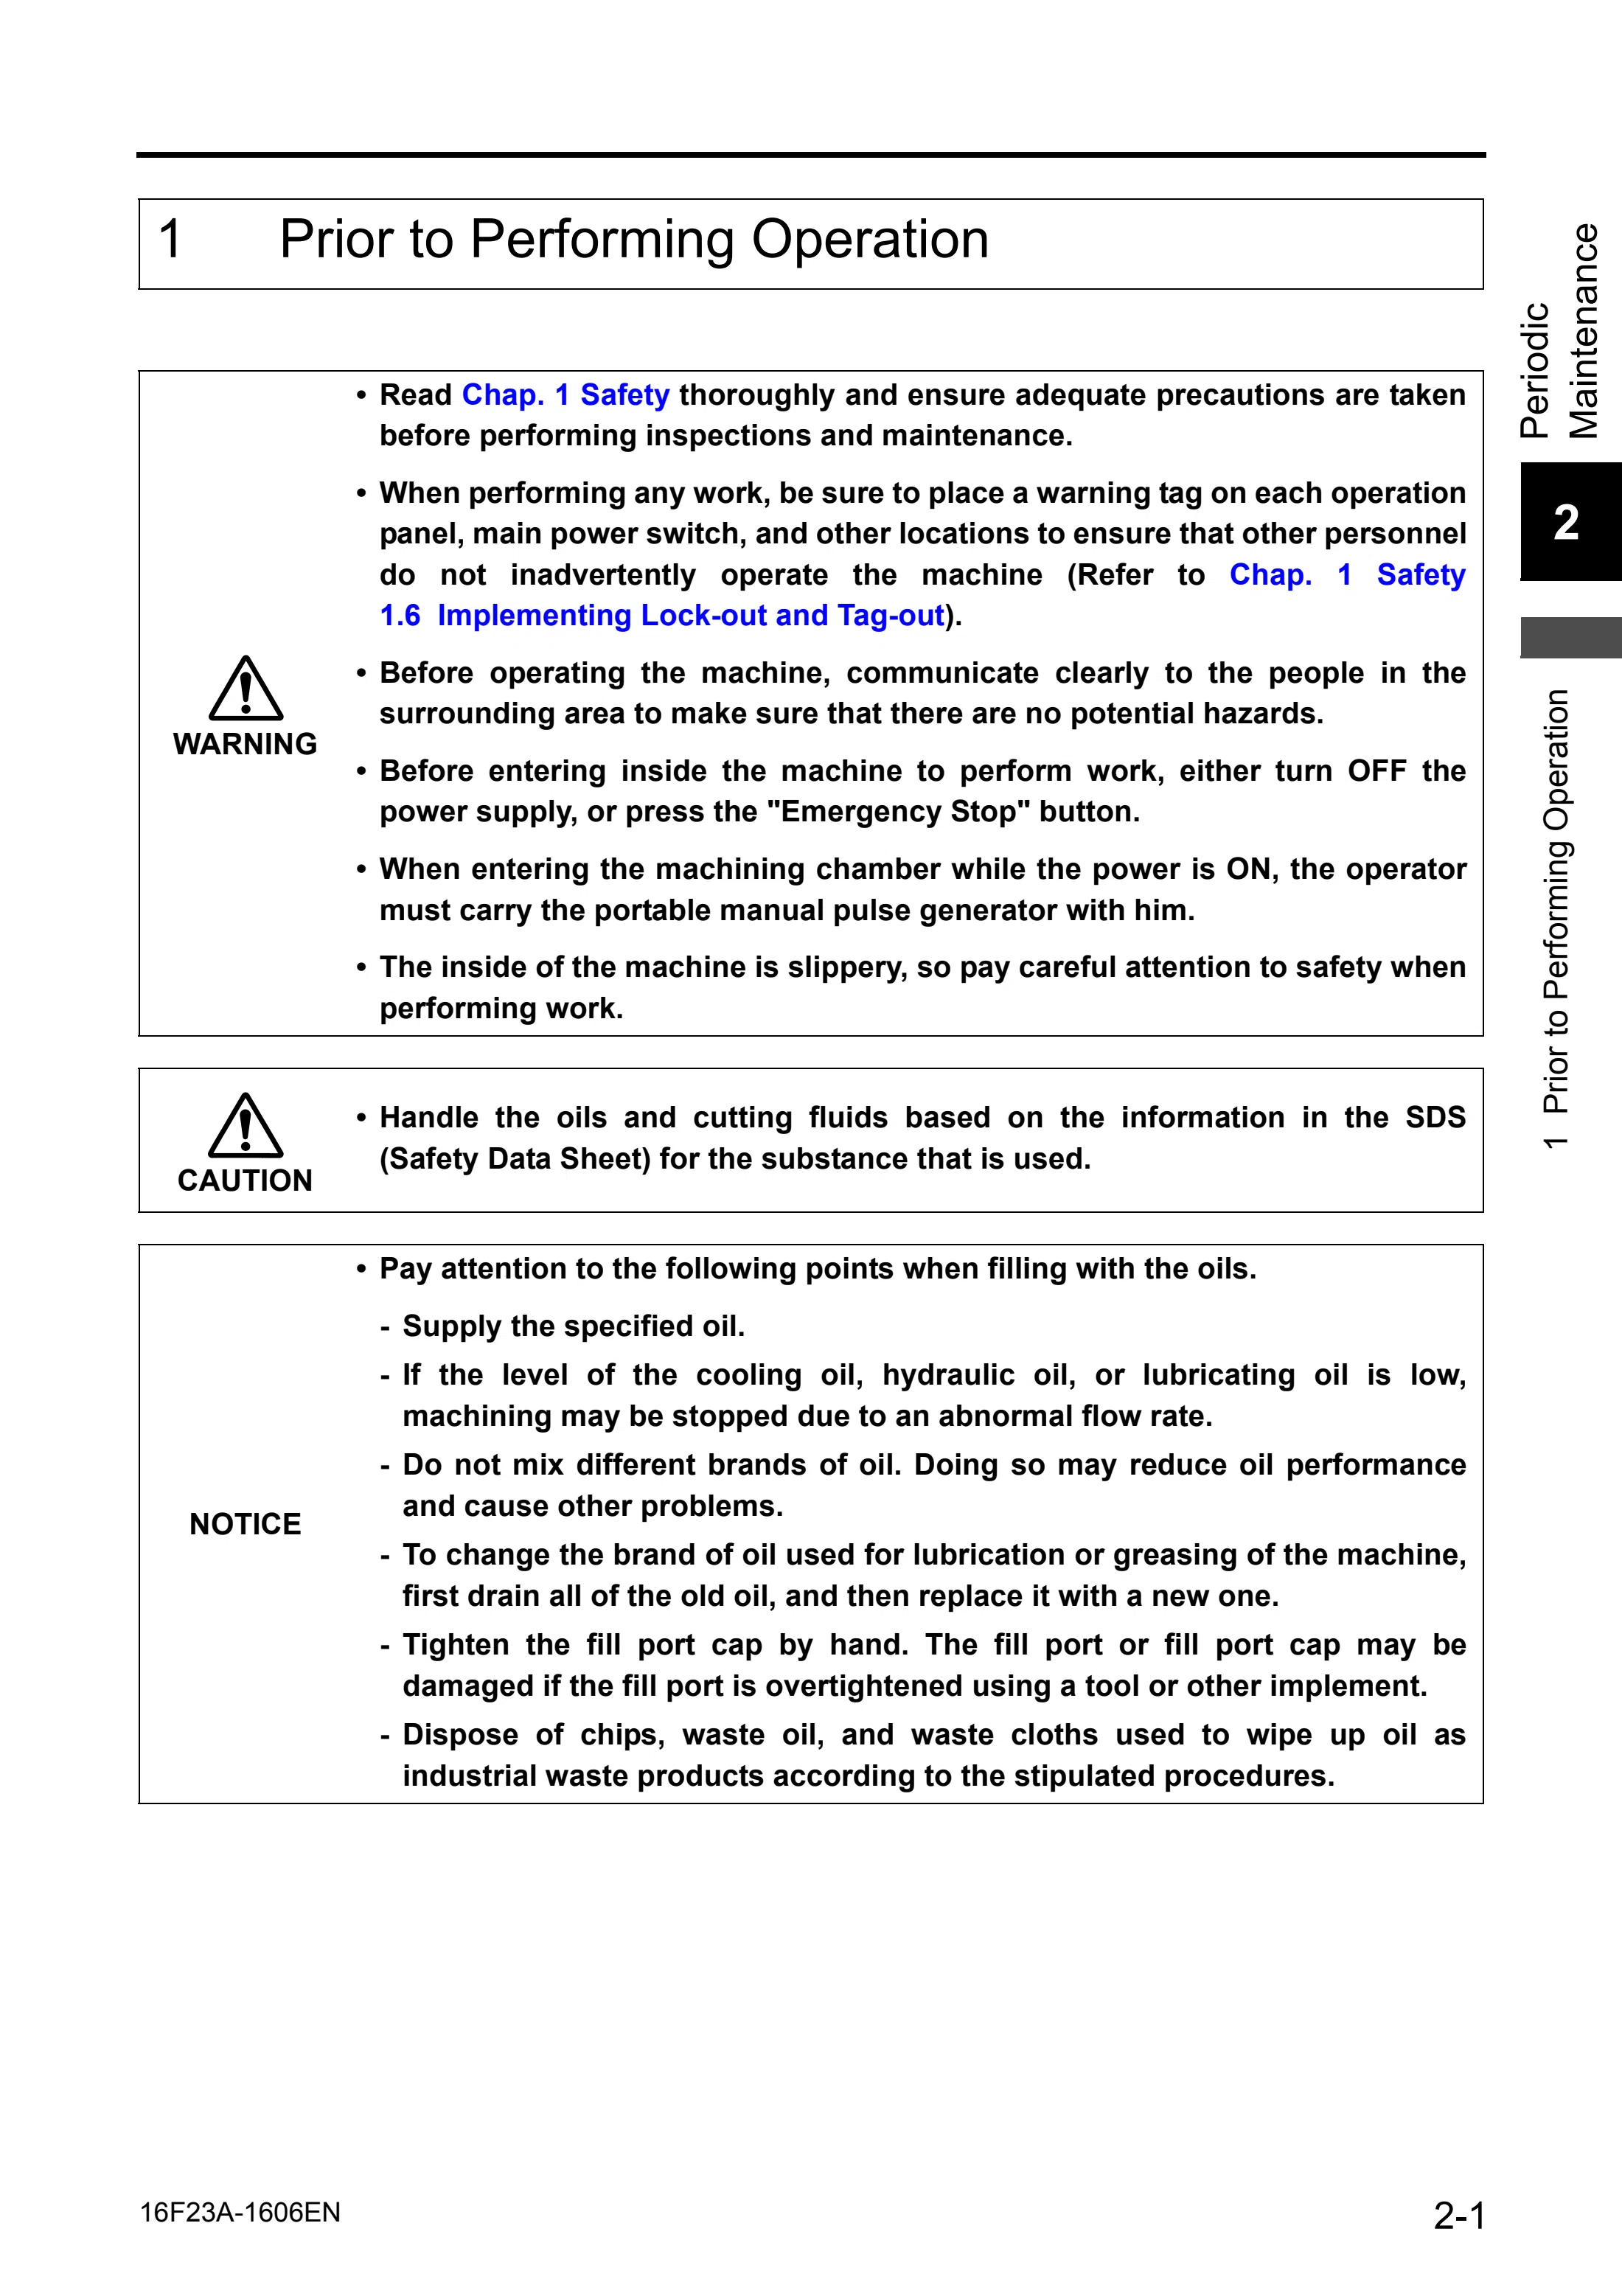 1 Prior to Performing Operation
WARNING
• Read Chap. 1 Safety thoroughly and ensure adequate precautions are taken
before performing inspections and maintenance.
• When performing any work, be sure to place a warning tag on each operation
panel, main power switch, and other locations to ensure that other personnel
do not inadvertently operate the machine (Refer to Chap. 1 Safety
1.6 Implementing Lock-out and Tag-out).
• Before operating the machine, communicate clearly to the people in the
surrounding area to make sure that there are no potential hazards.
• Before entering inside the machine to perform work, either turn OFF the
power supply, or press the "Emergency Stop" button.
• When entering the machining chamber while the power is ON, the operator
must carry the portable manual pulse generator with him.
• The inside of the machine is slippery, so pay careful attention to safety when
performing work.
CAUTION
• Handle the oils and cutting fluids based on the information in the SDS
(Safety Data Sheet) for the substance that is used.
NOTICE
• Pay attention to the following points when filling with the oils.
- Supply the specified oil.
- If the level of the cooling oil, hydraulic oil, or lubricating oil is low,
machining may be stopped due to an abnormal flow rate.
- Do not mix different brands of oil. Doing so may reduce oil performance
and cause other problems.
- To change the brand of oil used for lubrication or greasing of the machine,
first drain all of the old oil, and then replace it with a new one.
- Tighten the fill port cap by hand. The fill port or fill port cap may be
damaged if the fill port is overtightened using a tool or other implement.
- Dispose of chips, waste oil, and waste cloths used to wipe up oil as
industrial waste products according to the stipulated procedures.
Periodic
Maintenance
2
1 Prior to Performing Operation
16F23A-1606EN
2-1